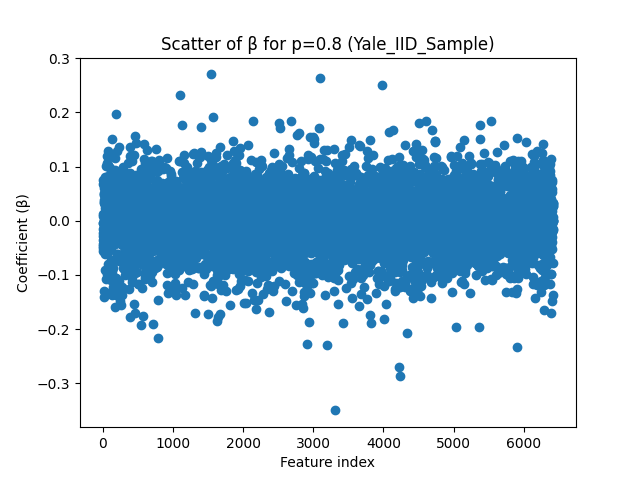 Scatter of β for p=0.8 (Yale_IID_Sample)
0.3
0.2
0.1
0.0
−0.1
−0.2
−0.3
Coefficient (β)
0 1000 2000 3000 4000 5000 6000
Feature index